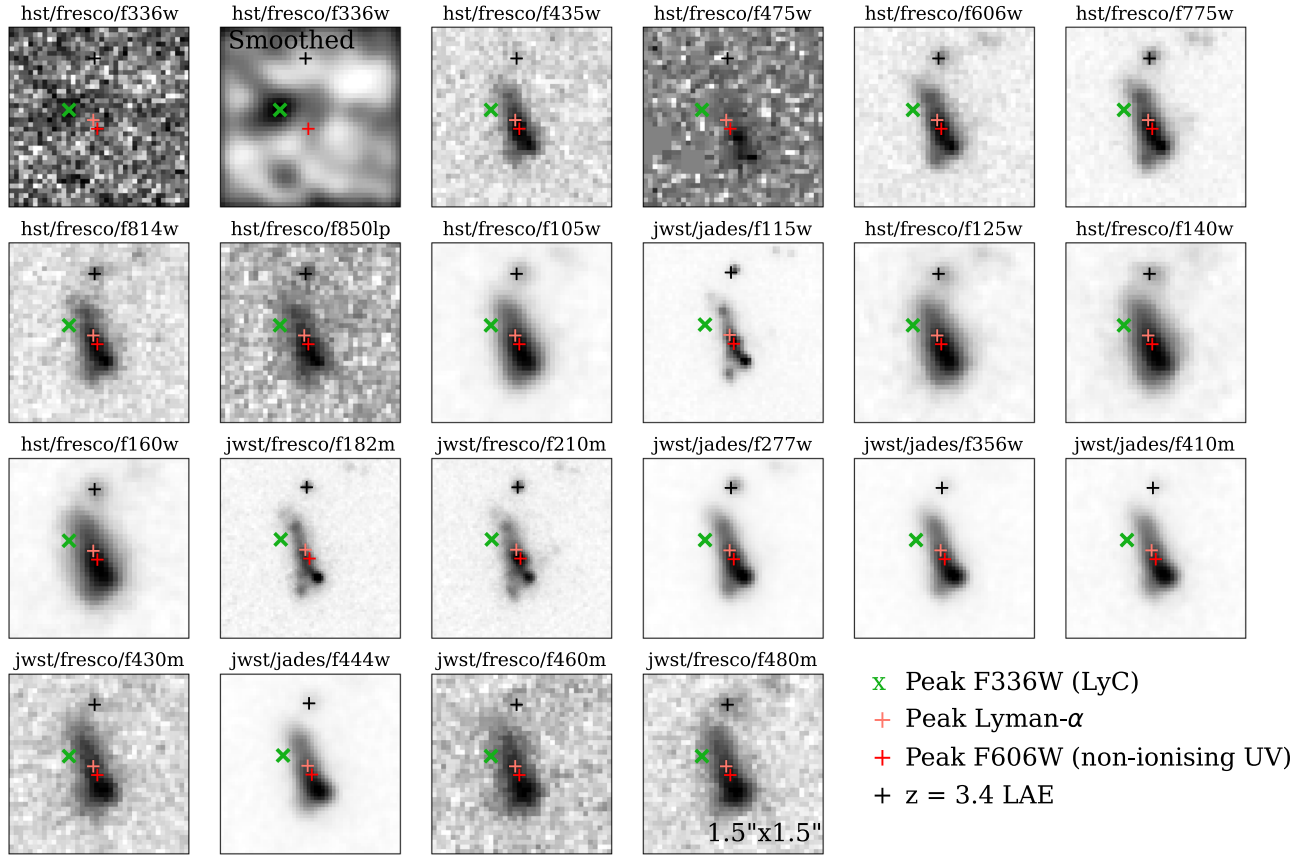 hst/fresco/f336w
hst/fresco/f336w
hst/fresco/f435w
hst/fresco/f475w
hst/fresco/f606w
hst/fresco/f775w
Smoothed
hst/fresco/f814w
hst/fresco/f850lp
hst/fresco/f105w
jwst/jades/f115w
hst/fresco/f125w
hst/fresco/f140w
hst/fresco/f160w
jwst/fresco/f182m
jwst/fresco/f210m
jwst/jades/f277w
jwst/jades/f356w
jwst/jades/f410m
jwst/fresco/f430m
jwst/jades/f444w
jwst/fresco/f460m
jwst/fresco/f480m
1.5"x1.5"
x Peak F336W (LyC)
+ Peak Lyman-α
+ Peak F606W (non-ionising UV)
+ z = 3.4 LAE